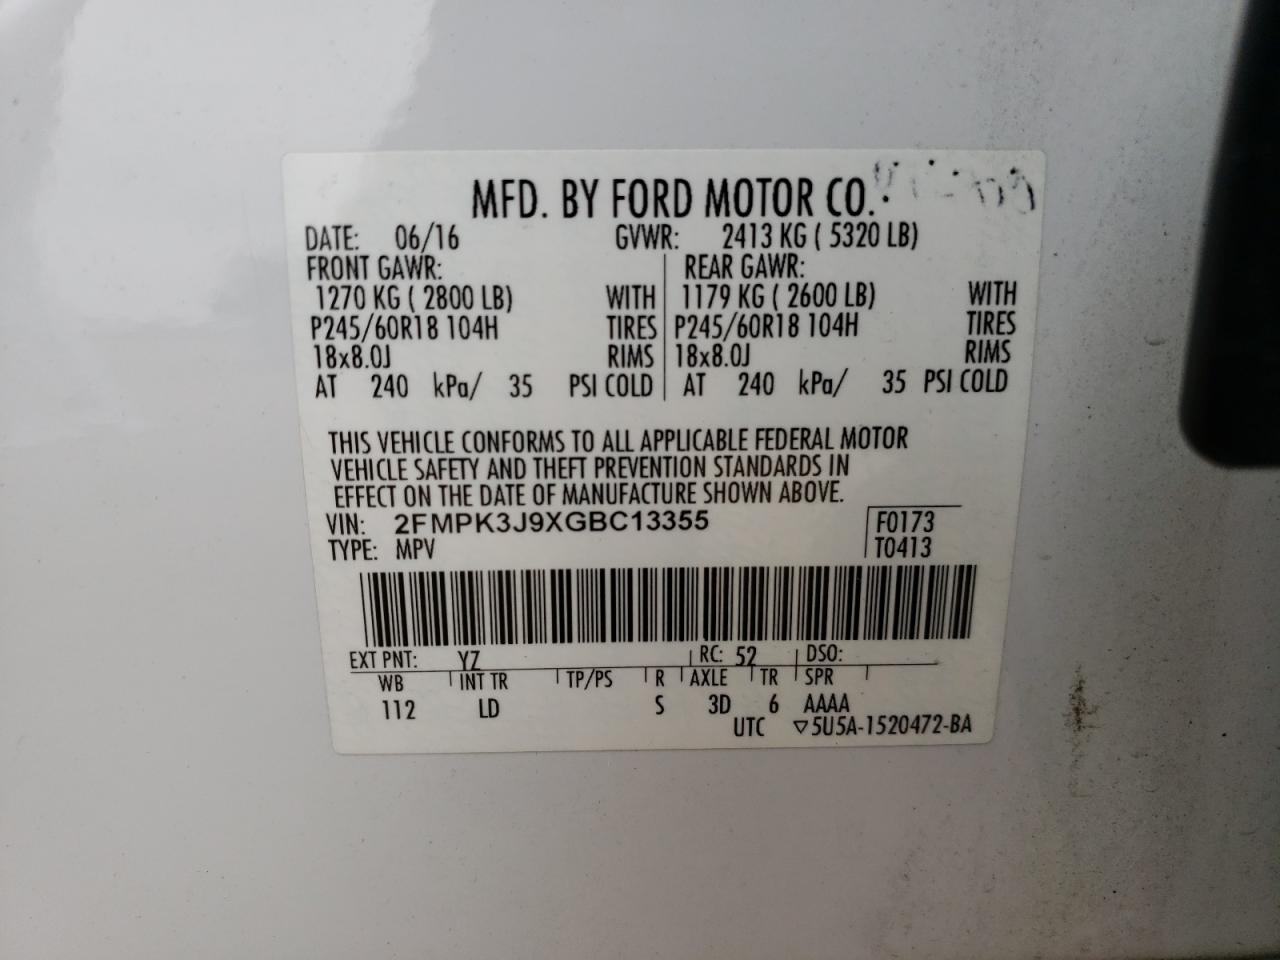 MFD. BY FORD MOTOR CO.
DATE: 06/16 GVWR: 2413 KG ( 5320 LB)
FRONT GAWR: REAR GAWR:
1270 KG ( 2800 LB) WITH 1179 KG ( 2600 LB) WITH
P245/60R18 104H TIRES P245/60R18 104H TIRES
18x8.0J RIMS 18x8.0J RIMS
AT 240 kPa/ 35 PSI COLD AT 240 kPa/ 35 PSI COLD
THIS VEHICLE CONFORMS TO ALL APPLICABLE FEDERAL MOTOR
VEHICLE SAFETY AND THEFT PREVENTION STANDARDS IN
EFFECT ON THE DATE OF MANUFACTURE SHOWN ABOVE.
VIN: 2FMPK3J9XGBC13355 F0173
TYPE: MPV T0413
EXT PNT: YZ RC: 52 DSO:
WB INT TR TP/PS R AXLE TR SPR
112 LD S 3D 6 AAAA
UTC ▽5U5A-1520472-BA